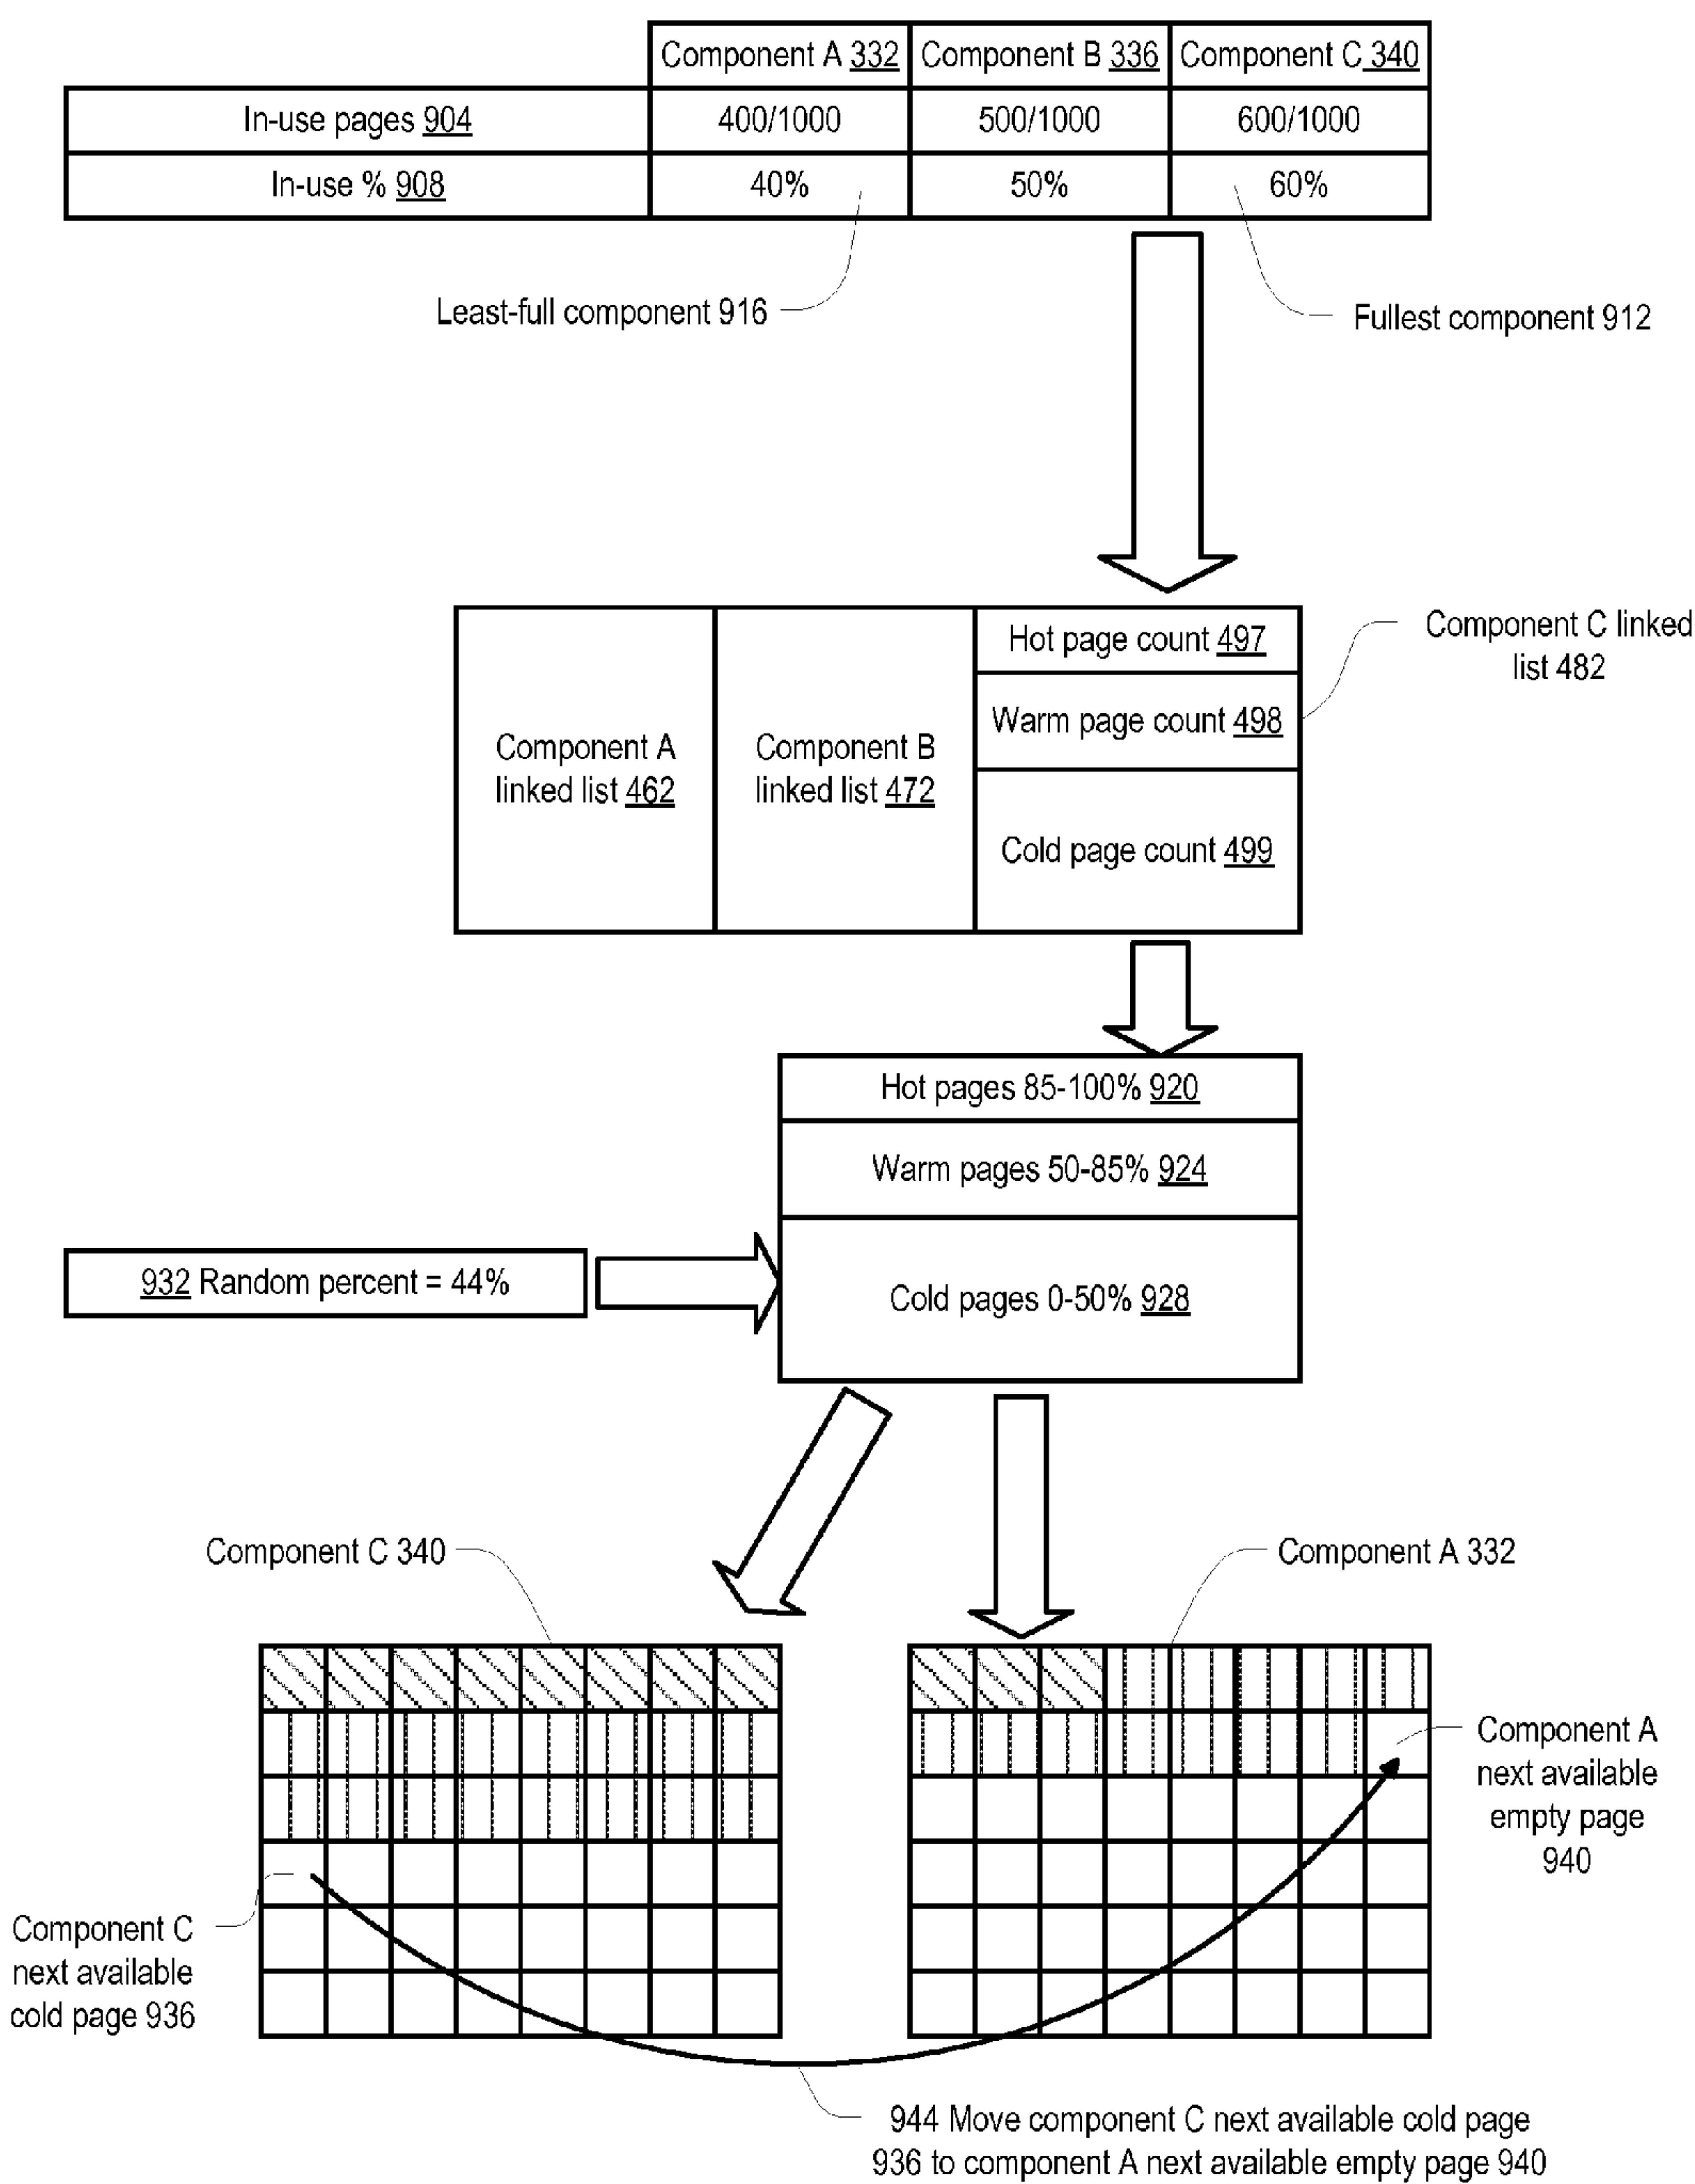 Component A 332 Component B 336 Component C 340
In-use pages 904 400/1000 500/1000 600/1000
In-use % 908 40% 50% 60%
Least-full component 916
Fullest component 912
Component C linked
list 482
Hot page count 497
Warm page count 498
Cold page count 499
Component A
linked list 462
Component B
linked list 472
Hot pages 85-100% 920
Warm pages 50-85% 924
Cold pages 0-50% 928
932 Random percent = 44%
Component C 340
Component A 332
Component A
next available
empty page
940
Component C
next available
cold page 936
944 Move component C next available cold page
936 to component A next available empty page 940